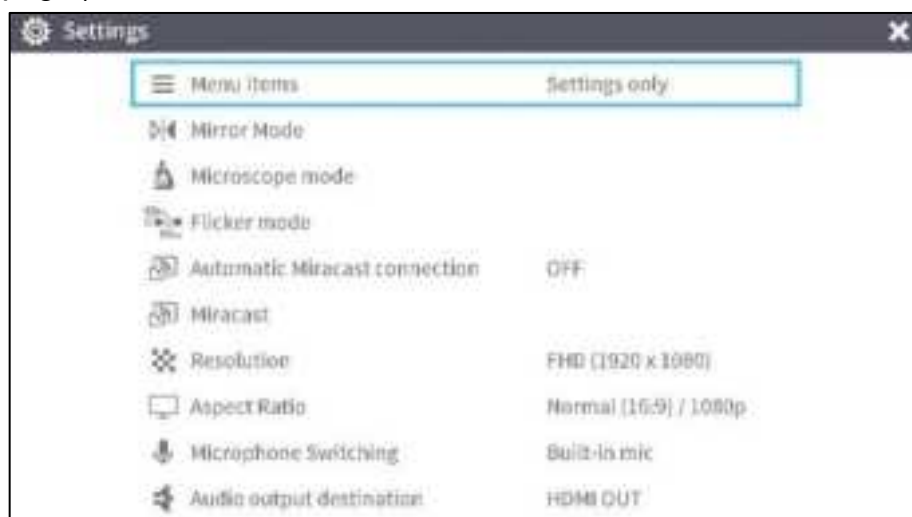 Settings
Menu items Settings only
Mirror Mode
Microscope mode
Flicker mode
Automatic Miracast connection OFF
Miracast
Resolution FHD (1920 x 1080)
Aspect Ratio Normal (16:9) / 1080p
Microphone Switching Built-in mic
Audio output destination HDMI OUT